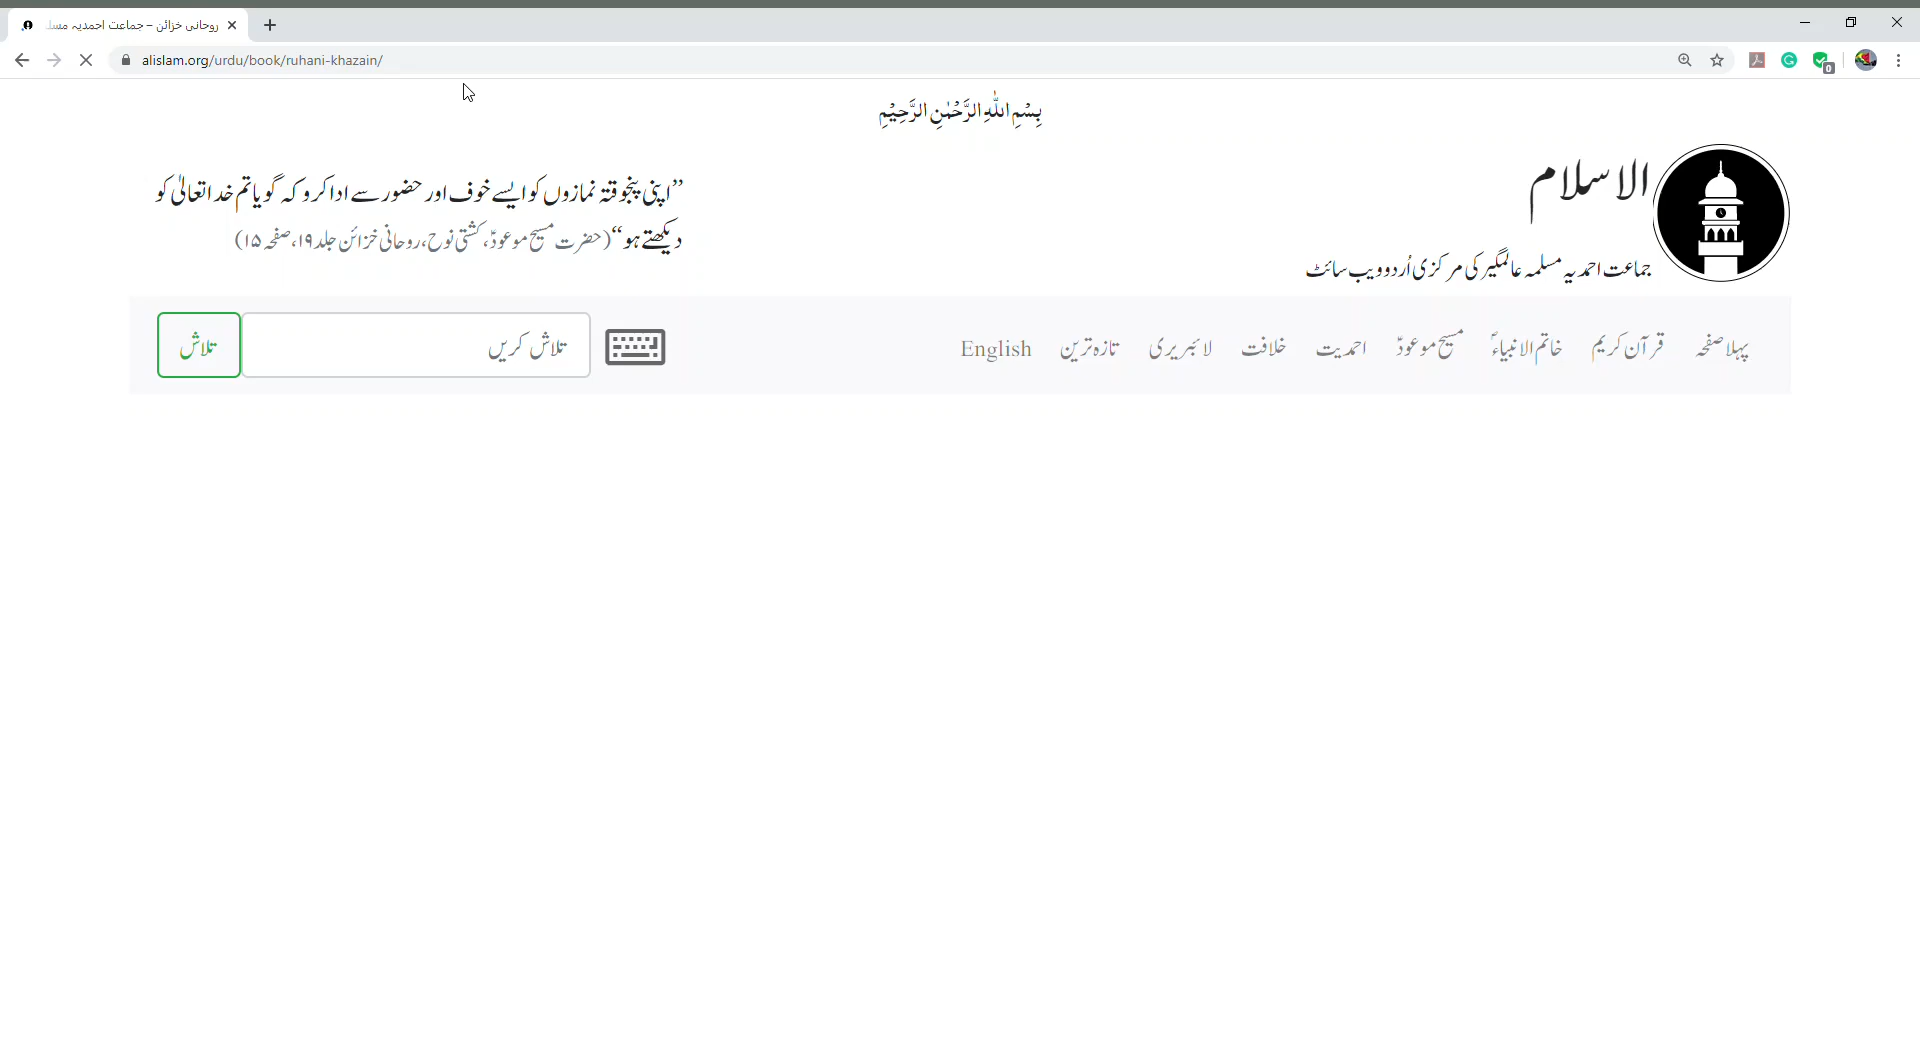 روحانی خزائن – جماعت احمدیہ مسلـ
alislam.org/urdu/book/ruhani-khazain/
0
بِسْمِ اللّٰهِ الرَّحْمٰنِ الرَّحِيْمِ
الاسلام
جماعت احمدیہ مسلمہ عالمگیر کی مرکزی اُردو ویب سائٹ
’’اپنی پنجوقتہ نمازوں کو ایسے خوف اور حضور سے ادا کرو کہ گویا تم خدا تعالیٰ کو
دیکھتے ہو‘‘ (حضرت مسیح موعودؑ، کشتی نوح، روحانی خزائن جلد ۱۹، صفحہ ۱۵)
پہلا صفحہ قرآن کریم خاتم الانبیاءؐ مسیح موعودؑ احمدیت خلافت لائبریری تازہ ترین English
تلاش کریں تلاش